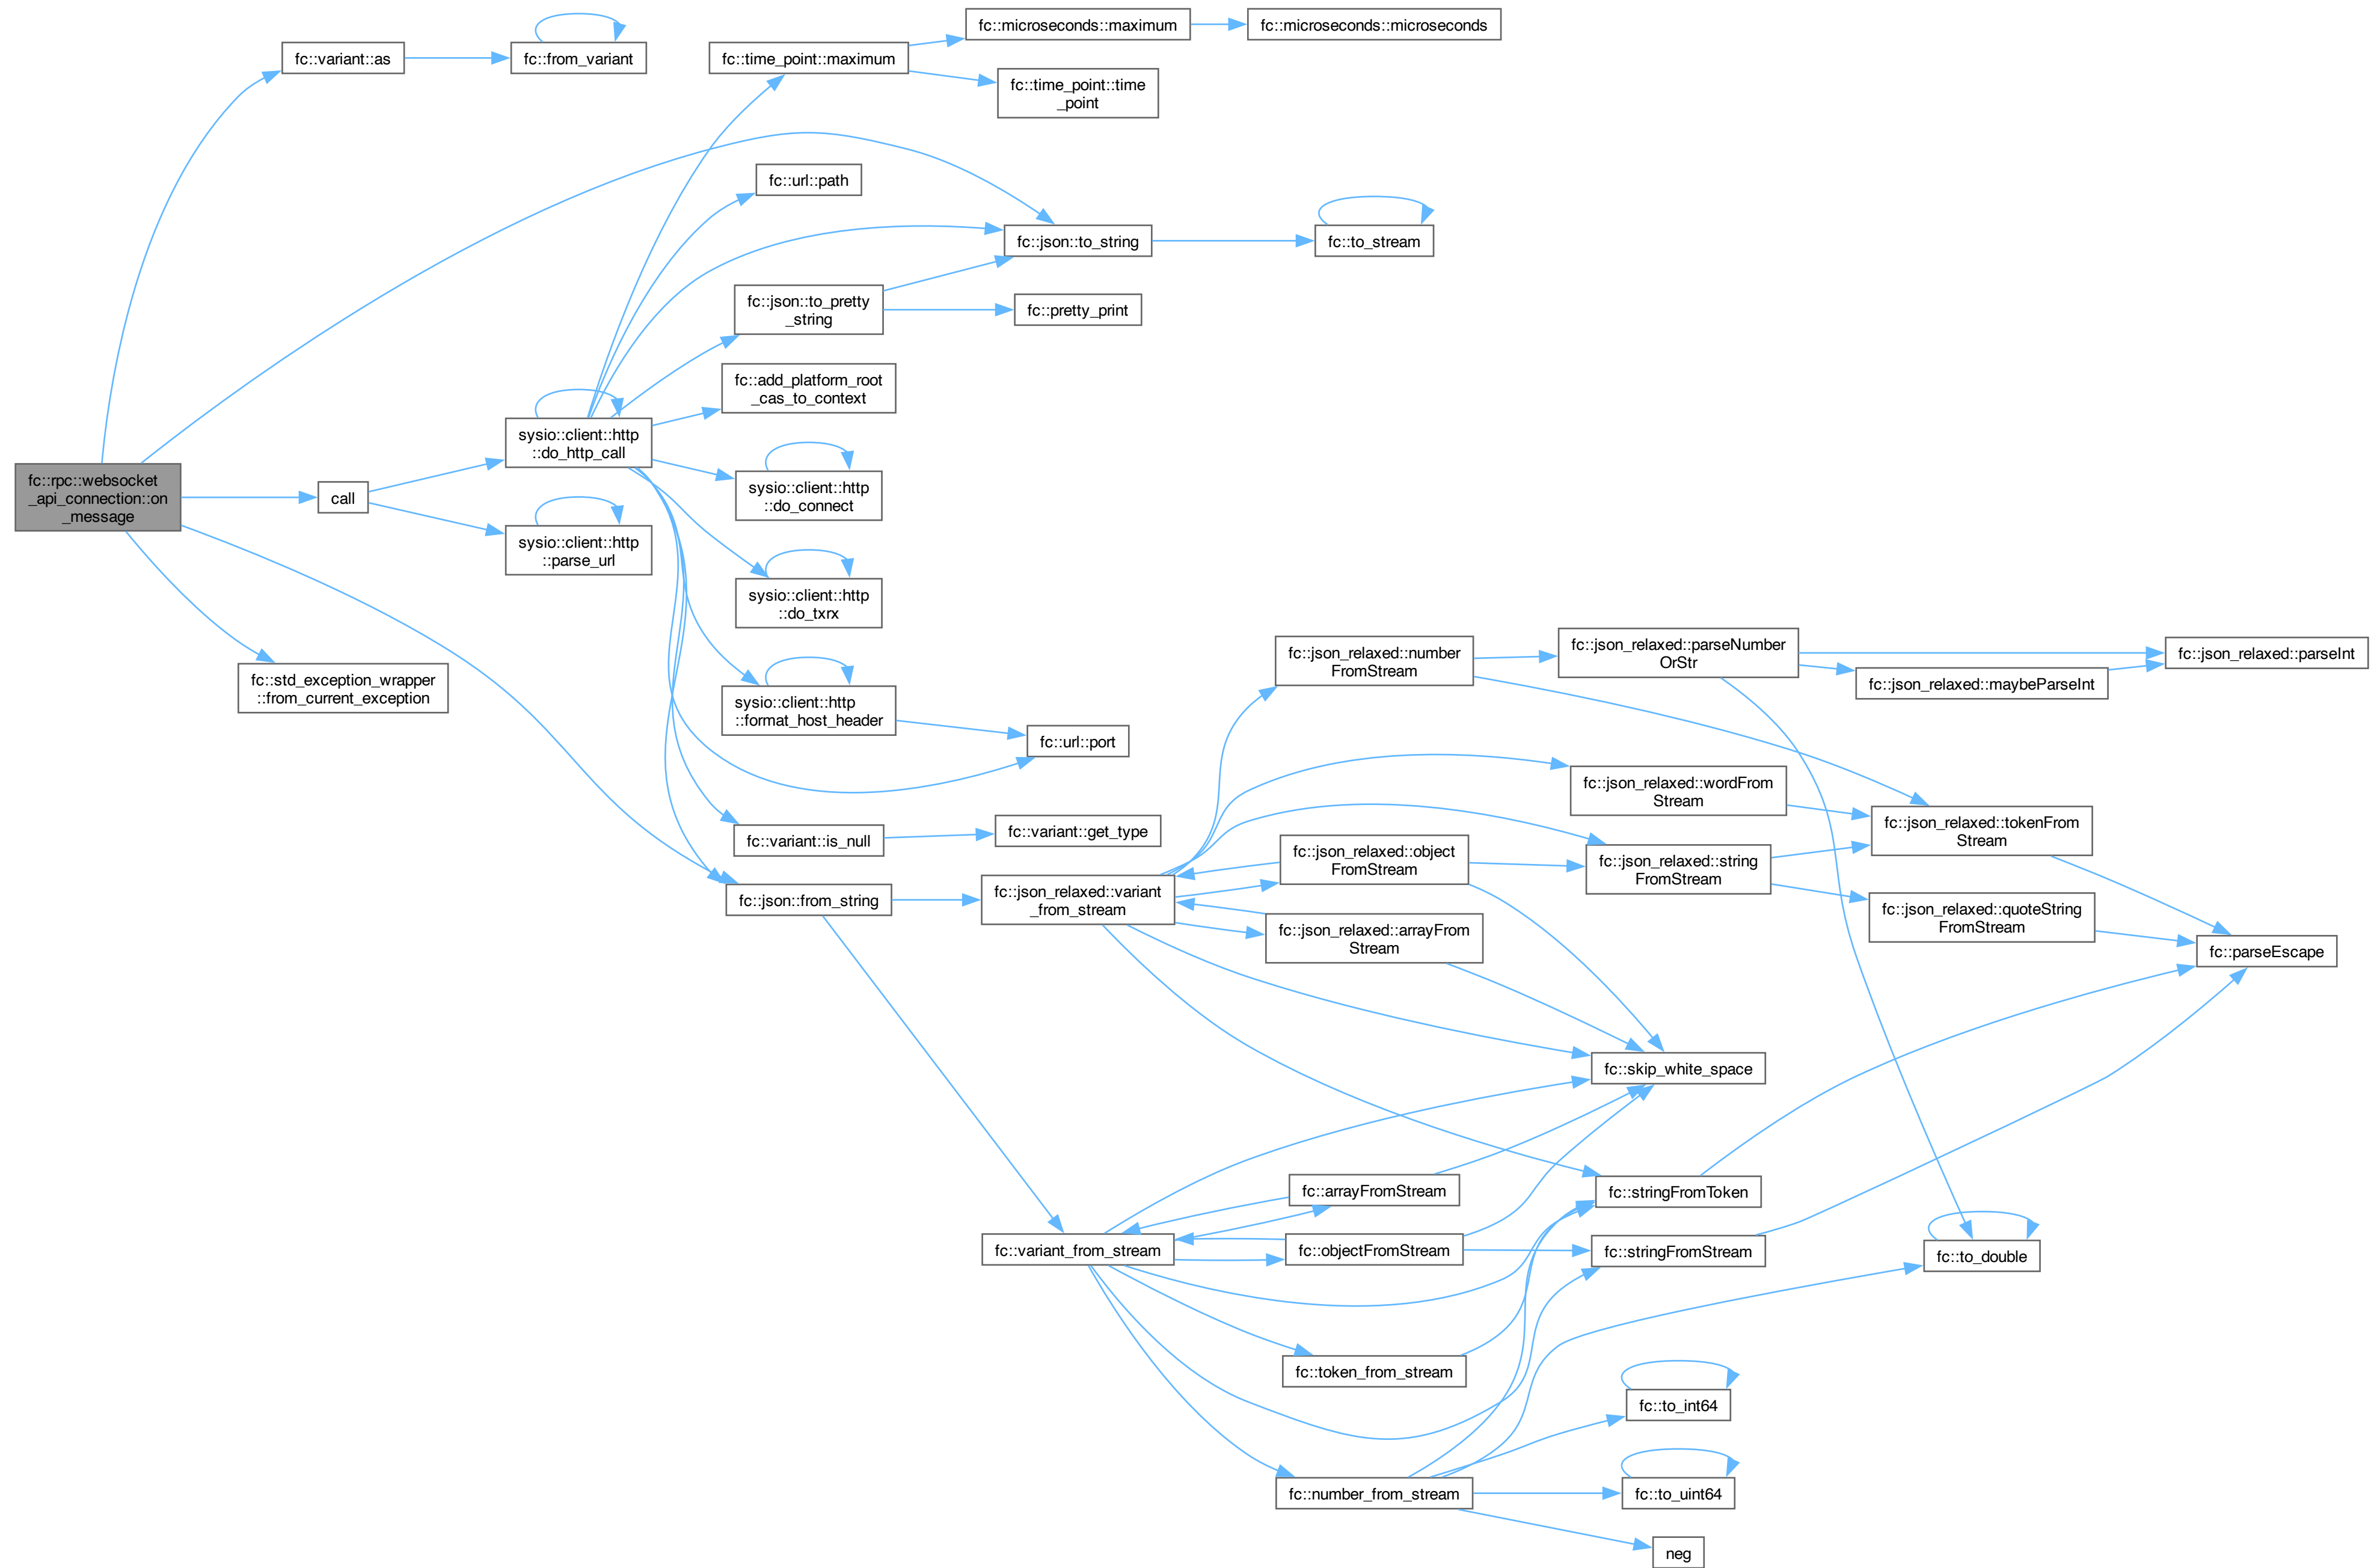 fc::rpc::websocket
_api_connection::on
_message
fc::variant::as
fc::from_variant
call
sysio::client::http
::do_http_call
sysio::client::http
::parse_url
fc::std_exception_wrapper
::from_current_exception
fc::time_point::maximum
fc::microseconds::maximum
fc::microseconds::microseconds
fc::time_point::time
_point
fc::url::path
fc::json::to_string
fc::to_stream
fc::json::to_pretty
_string
fc::pretty_print
fc::add_platform_root
_cas_to_context
sysio::client::http
::do_connect
sysio::client::http
::do_txrx
sysio::client::http
::format_host_header
fc::url::port
fc::variant::is_null
fc::variant::get_type
fc::json::from_string
fc::json_relaxed::variant
_from_stream
fc::json_relaxed::number
FromStream
fc::json_relaxed::parseNumber
OrStr
fc::json_relaxed::parseInt
fc::json_relaxed::maybeParseInt
fc::json_relaxed::wordFrom
Stream
fc::json_relaxed::tokenFrom
Stream
fc::json_relaxed::object
FromStream
fc::json_relaxed::string
FromStream
fc::json_relaxed::quoteString
FromStream
fc::json_relaxed::arrayFrom
Stream
fc::parseEscape
fc::skip_white_space
fc::arrayFromStream
fc::stringFromToken
fc::variant_from_stream
fc::objectFromStream
fc::stringFromStream
fc::to_double
fc::token_from_stream
fc::to_int64
fc::number_from_stream
fc::to_uint64
neg